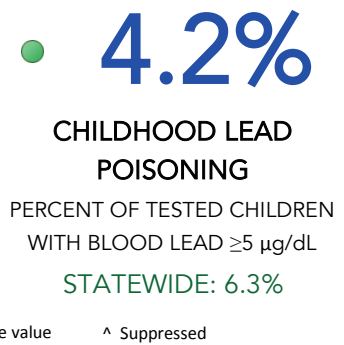 4.2%
CHILDHOOD LEAD
POISONING
PERCENT OF TESTED CHILDREN
WITH BLOOD LEAD ≥5 µg/dL
STATEWIDE: 6.3%
value ^ Suppressed